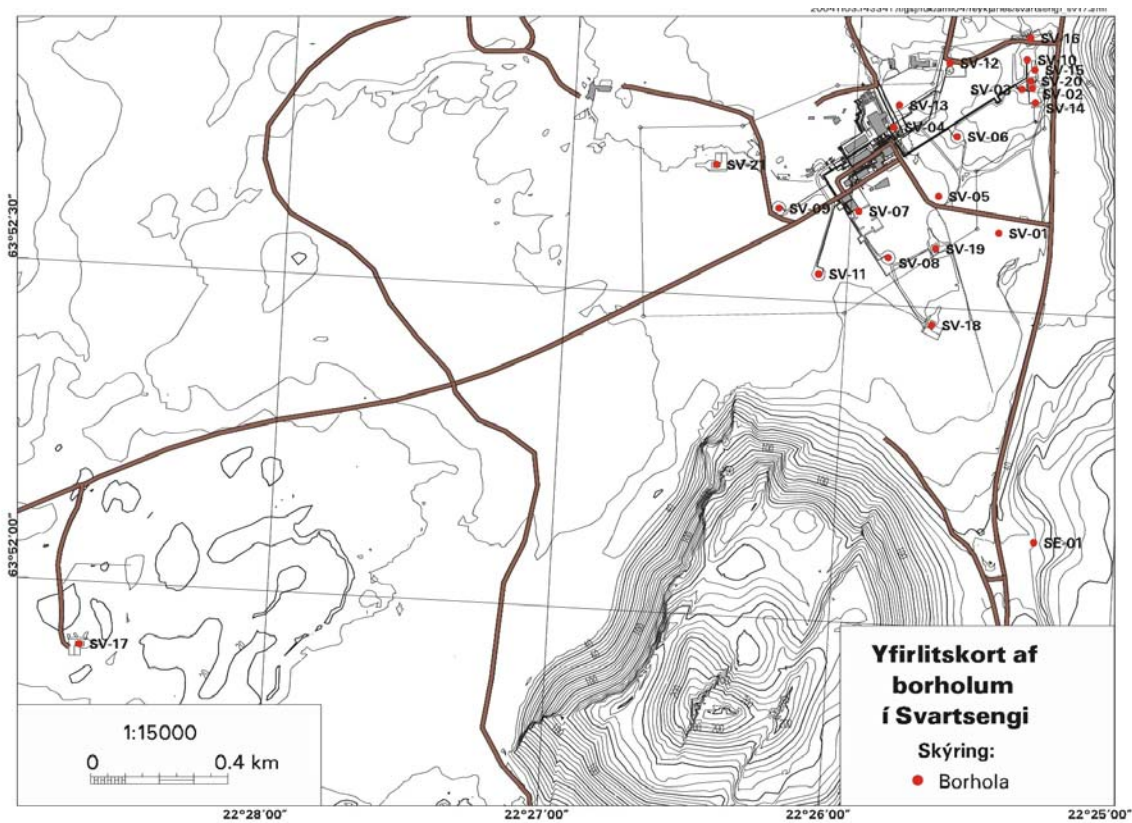 SV-16
SV-12
SV-10
SV-15
SV-20
SV-03
SV-02
SV-13
SV-14
SV-04
SV-06
SV-21
SV-05
SV-09
SV-07
SV-01
SV-19
SV-08
SV-11
SV-18
63°52'30"
100
100
63°52'00"
SE-01
SV-17
Yfirlitskort af
borholum
í Svartsengi
Skýring:
Borhola
1:15000
0 0.4 km
22°28'00" 22°27'00" 22°26'00" 22°25'00"